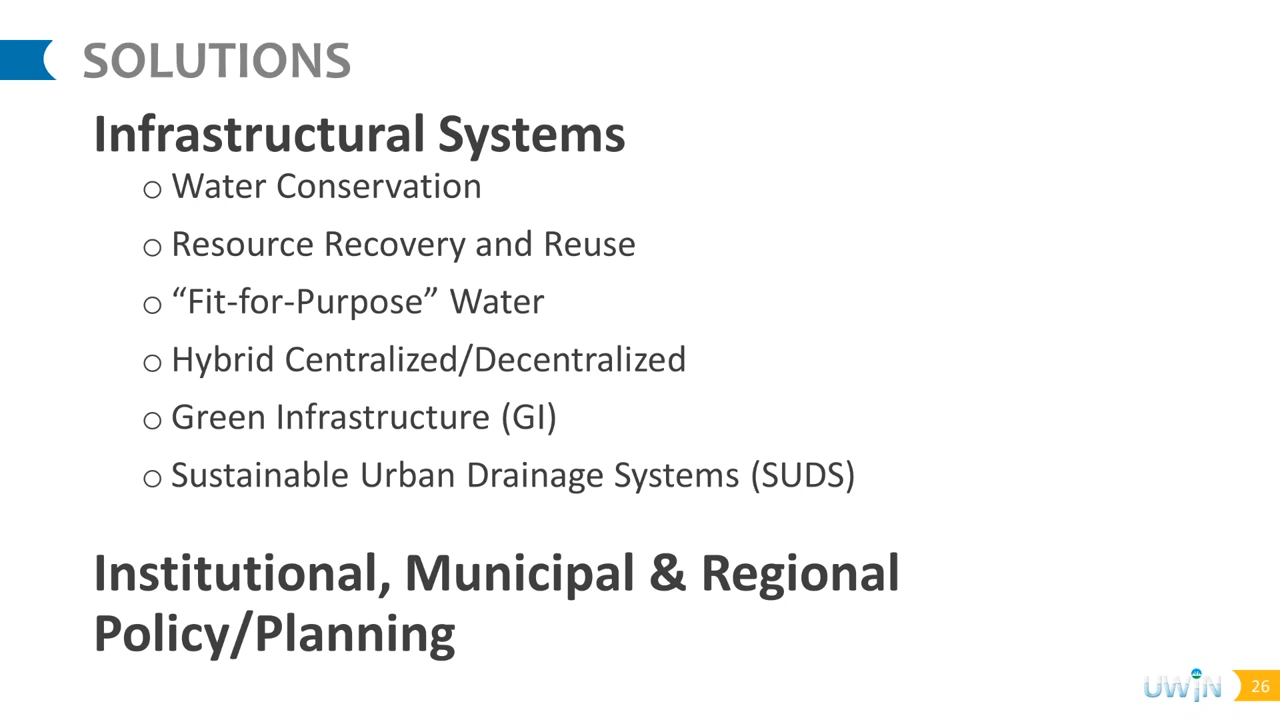 SOLUTIONS
Infrastructural Systems
o Water Conservation
o Resource Recovery and Reuse
o “Fit-for-Purpose” Water
o Hybrid Centralized/Decentralized
o Green Infrastructure (GI)
o Sustainable Urban Drainage Systems (SUDS)
Institutional, Municipal & Regional
Policy/Planning
UWIN
26